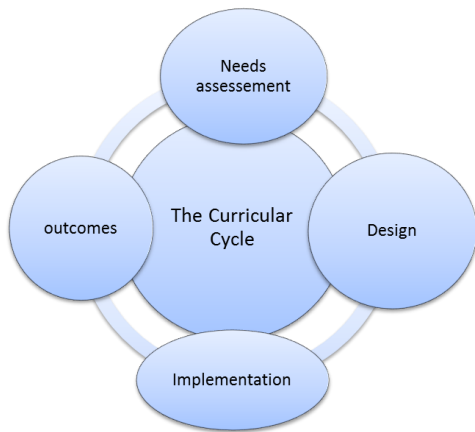 Needs
assessement
The Curricular
Cycle
outcomes
Design
Implementation